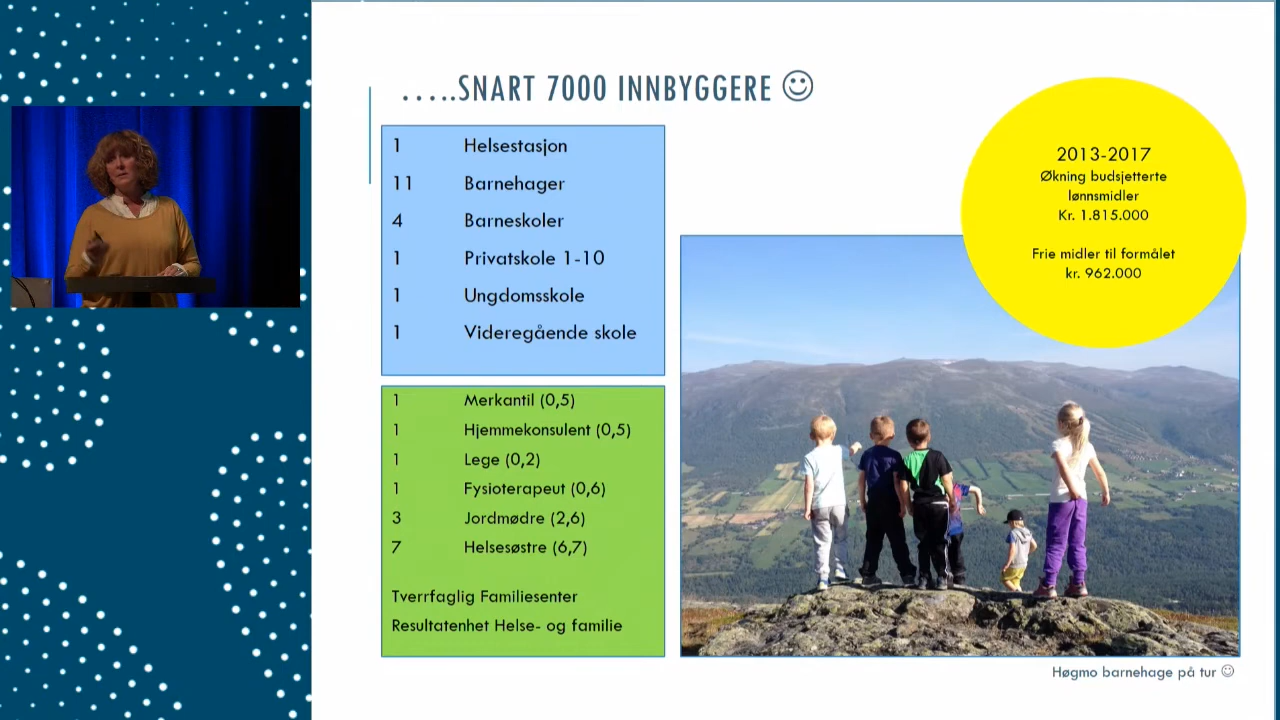 .....SNART 7000 INNBYGGERE ☺
1 Helsestasjon
11 Barnehager
4 Barneskoler
1 Privatskole 1-10
1 Ungdomsskole
1 Videregående skole
1 Merkantil (0,5)
1 Hjemmekonsulent (0,5)
1 Lege (0,2)
1 Fysioterapeut (0,6)
3 Jordmødre (2,6)
7 Helsesøstre (6,7)
Tverrfaglig Familiesenter
Resultatenhet Helse- og familie
2013-2017
Økning budsjetterte
lønnsmidler
Kr. 1.815.000
Frie midler til formålet
kr. 962.000
Høgmo barnehage på tur ☺